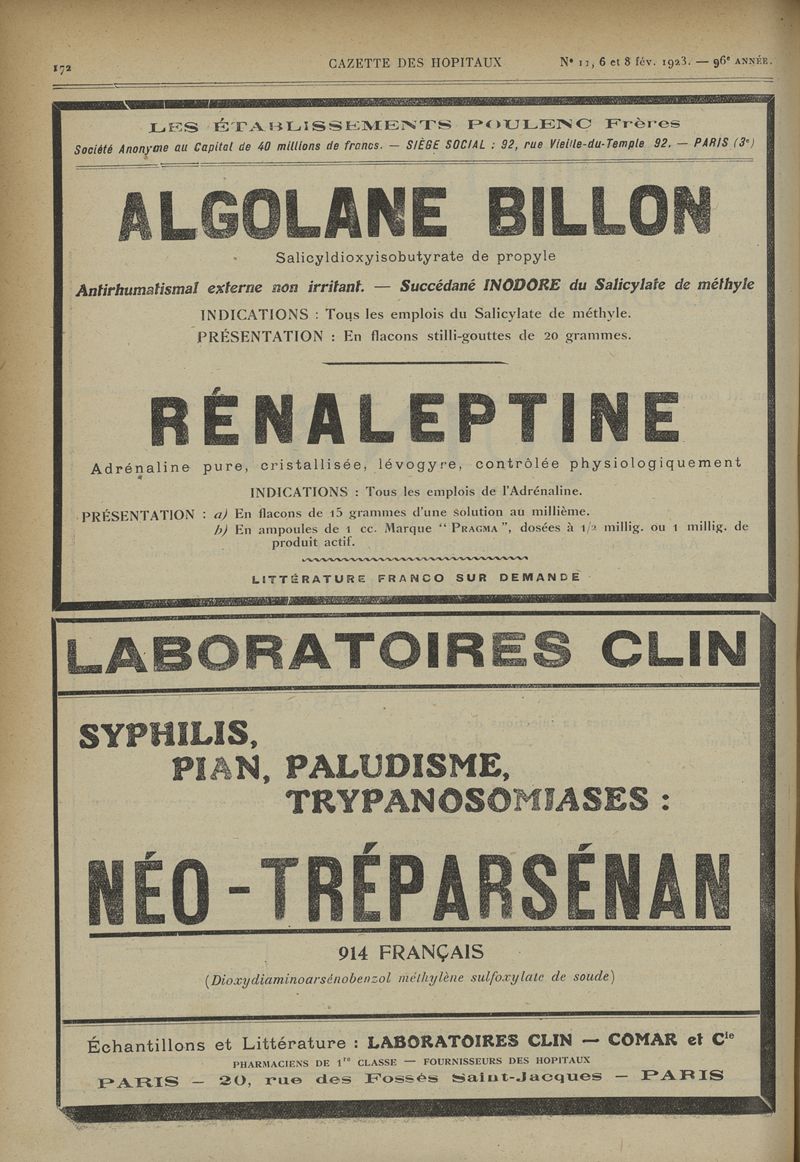 172
GAZETTE DES HOPITAUX
N° 11, 6 et 8 fév. 1923. — 96e ANNÉE.
LES ÉTABLISSEMENTS POULENC Frères
Société Anonyme au Capital de 40 millions de francs. — SIÈGE SOCIAL : 92, rue Vieille-du-Temple 92. — PARIS (3e)
ALGOLANE BILLON
Salicyldioxyisobutyrate de propyle
Antirhumatismal externe non irritant. — Succédané INODORE du Salicylate de méthyle
INDICATIONS : Tous les emplois du Salicylate de méthyle.
PRÉSENTATION : En flacons stilli-gouttes de 20 grammes.
RÉNALEPTINE
Adrénaline pure, cristallisée, lévogyre, contrôlée physiologiquement
INDICATIONS : Tous les emplois de l'Adrénaline.
PRÉSENTATION : a) En flacons de 15 grammes d'une solution au millième.
b) En ampoules de 1 cc. Marque “ PRAGMA ”, dosées à 1/2 millig. ou 1 millig. de
produit actif.
LITTÉRATURE FRANCO SUR DEMANDE
LABORATOIRES CLIN
SYPHILIS,
PIAN, PALUDISME,
TRYPANOSOMIASES :
NÉO-TRÉPARSÉNAN
914 FRANÇAIS
(Dioxydiaminoarsénobenzol méthylène sulfoxylate de soude)
Échantillons et Littérature : LABORATOIRES CLIN — COMAR et Cie
PHARMACIENS DE 1re CLASSE — FOURNISSEURS DES HOPITAUX
PARIS — 20, rue des Fossés Saint-Jacques — PARIS